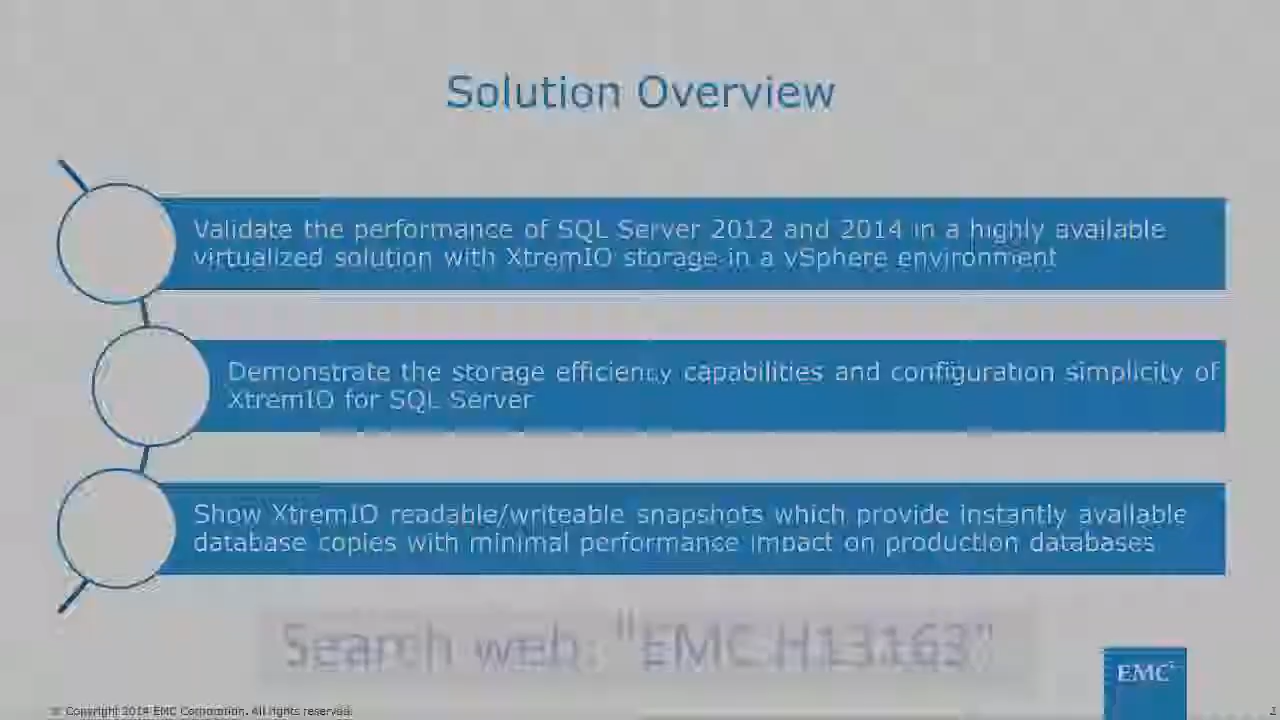 Solution Overview
Validate the performance of SQL Server 2012 and 2014 in a highly available
virtualized solution with XtremIO storage in a vSphere environment
Demonstrate the storage efficiency capabilities and configuration simplicity of
XtremIO for SQL Server
Show XtremIO readable/writeable snapshots which provide instantly available
database copies with minimal performance impact on production databases
Search web: "EMC H13163"
EMC
© Copyright 2014 EMC Corporation. All rights reserved.